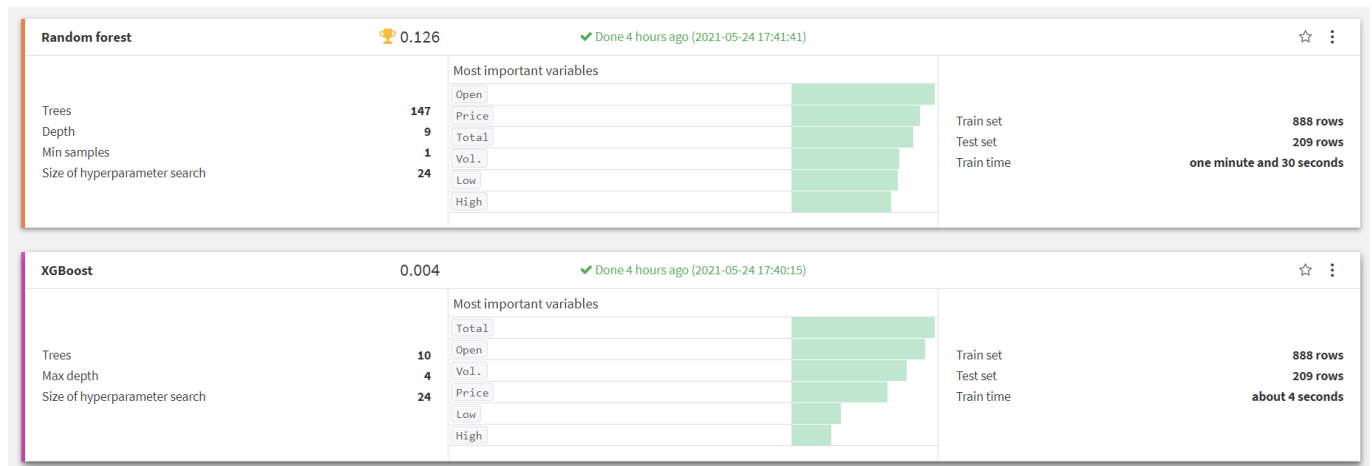 Random forest 0.126 Done 4 hours ago (2021-05-24 17:41:41)
Most important variables
Open
Price
Total
Vol.
Low
High
Trees 147
Depth 9
Min samples 1
Size of hyperparameter search 24
Train set 888 rows
Test set 209 rows
Train time one minute and 30 seconds
XGBoost 0.004 Done 4 hours ago (2021-05-24 17:40:15)
Most important variables
Total
Open
Vol.
Price
Low
High
Trees 10
Max depth 4
Size of hyperparameter search 24
Train set 888 rows
Test set 209 rows
Train time about 4 seconds